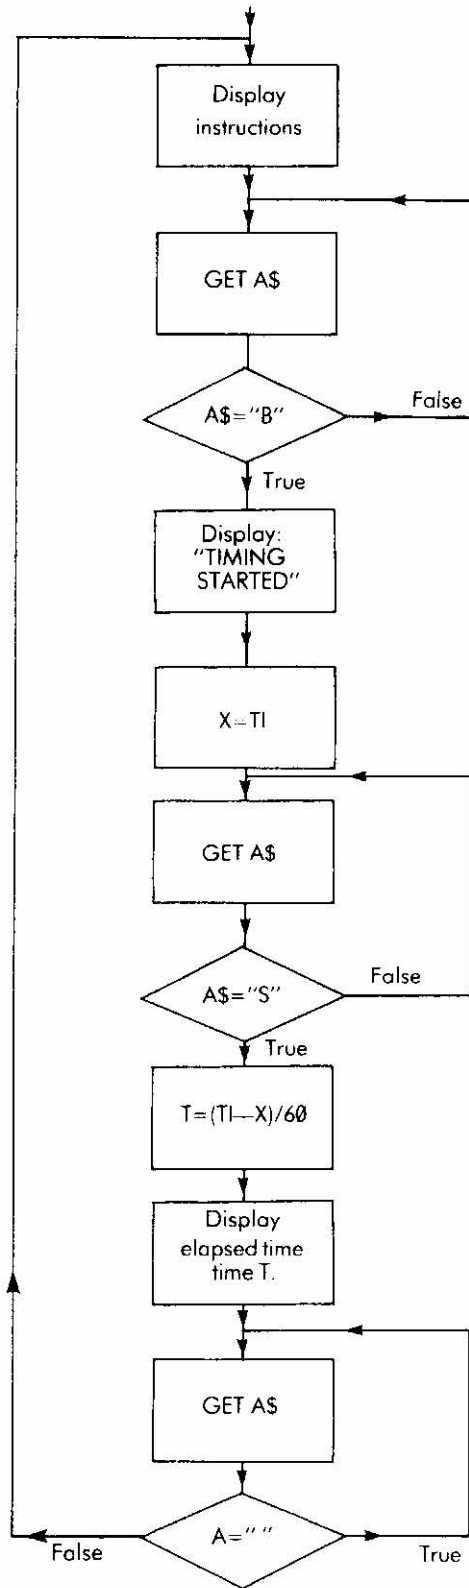 Display
instructions
GET A$
A$="B"
False
True
Display:
"TIMING
STARTED"
X=TI
GET A$
A$="S"
False
True
T=(TI—X)/60
Display
elapsed time
time T.
GET A$
A=" "
False
True